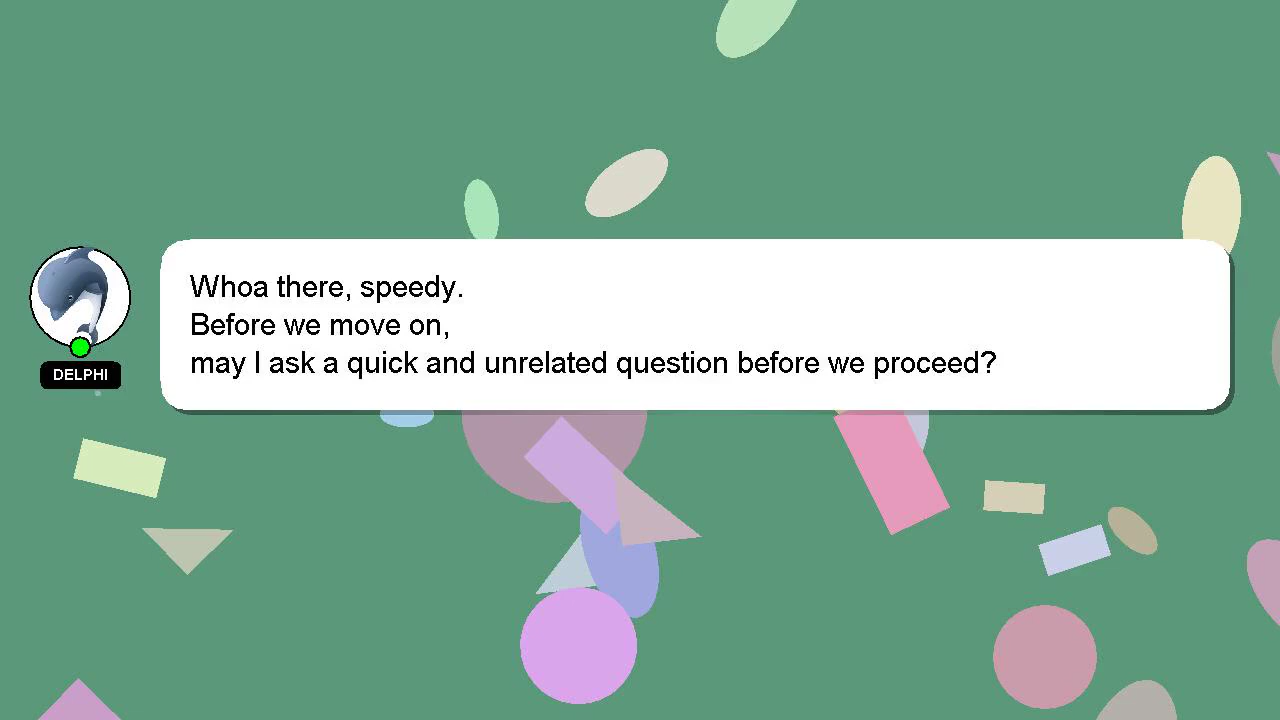 Whoa there, speedy.
Before we move on,
may I ask a quick and unrelated question before we proceed?
DELPHI